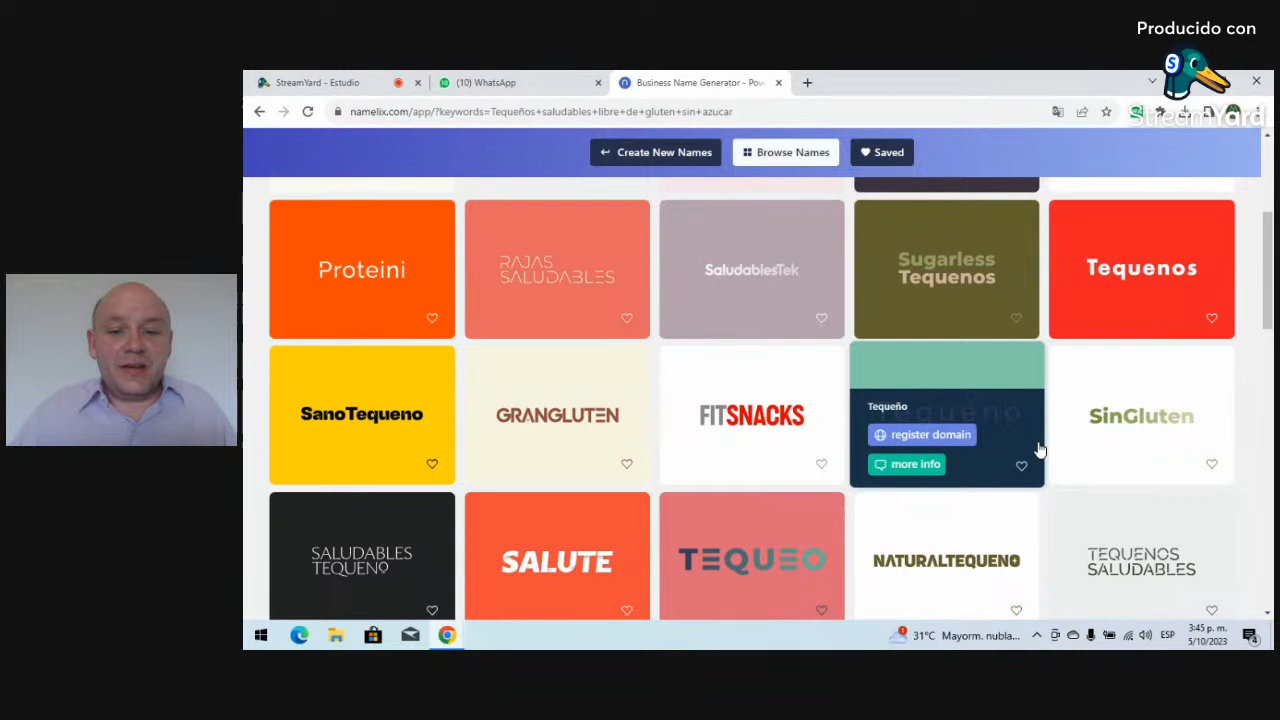 Producido con
StreamYard
StreamYard - Estudio
(10) WhatsApp
Business Name Generator - Pow
namelix.com/app/?keywords=Tequeños+saludables+libre+de+gluten+sin+azucar
Create New Names
Browse Names
Saved
Proteini
RAJAS
SALUDABLES
SaludablesTek
Sugarless
Tequenos
Tequenos
SanoTequeno
GRANGLUTEN
FITSNACKS
Tequeño
Tequeno
register domain
more info
SinGluten
SALUDABLES
TEQUENO
SALUTE
TEQUEO
NATURALTEQUENO
TEQUENOS
SALUDABLES
31°C Mayorm. nubla...
ESP
3:45 p. m.
5/10/2023
4